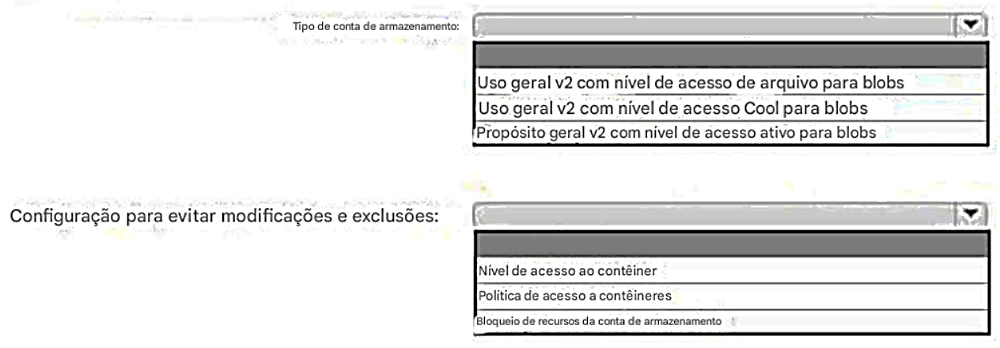 Tipo de conta de armazenamento:
Uso geral v2 com nível de acesso de arquivo para blobs
Uso geral v2 com nível de acesso Cool para blobs
Propósito geral v2 com nível de acesso ativo para blobs
Configuração para evitar modificações e exclusões:
Nível de acesso ao contêiner
Política de acesso a contêineres
Bloqueio de recursos da conta de armazenamento